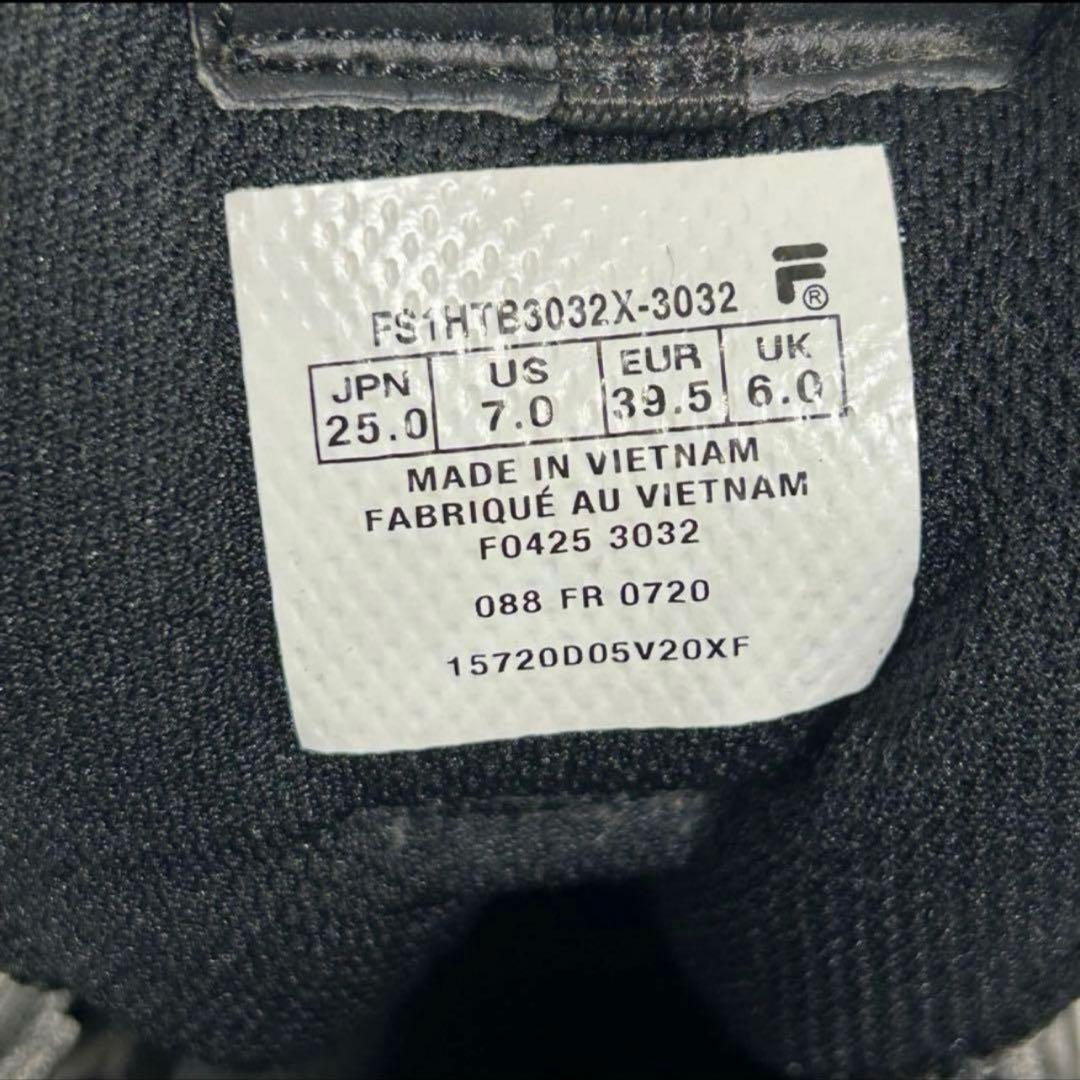 FS1HTB3032X-3032
F®
JPN US EUR UK
25.0 7.0 39.5 6.0
MADE IN VIETNAM
FABRIQUÉ AU VIETNAM
F0425 3032
088 FR 0720
15720D05V20XF